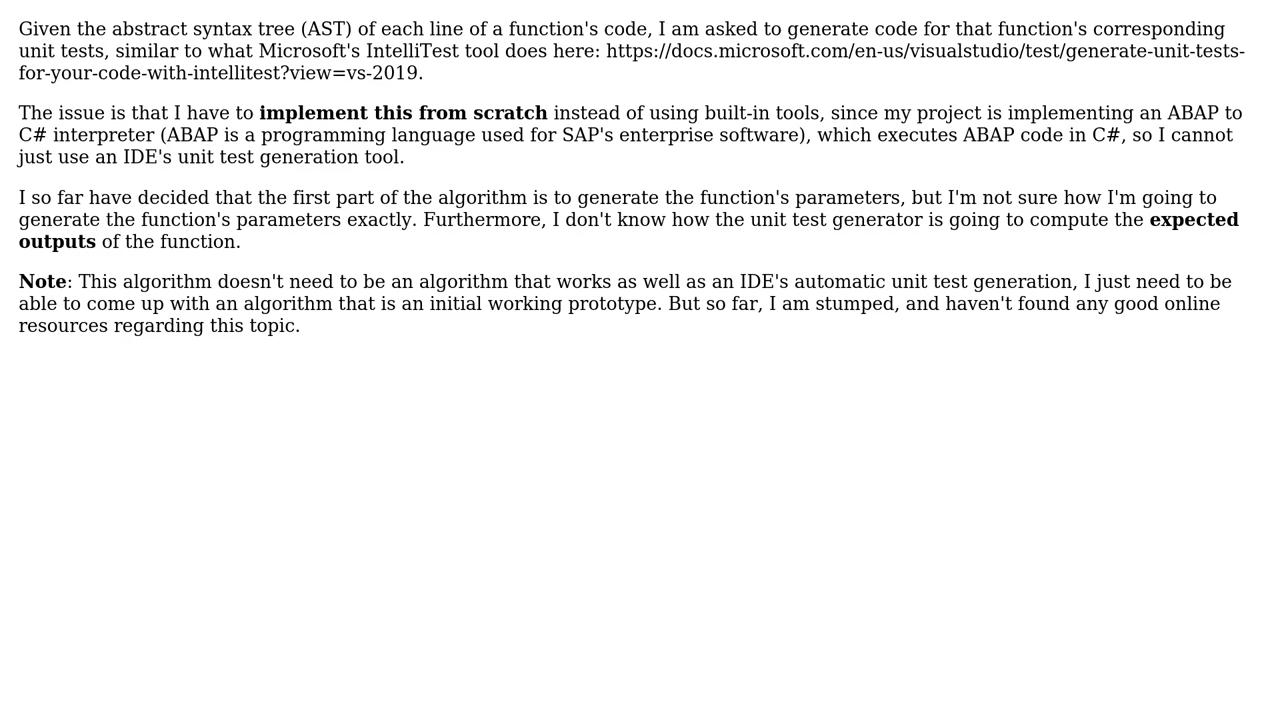 Given the abstract syntax tree (AST) of each line of a function's code, I am asked to generate code for that function's corresponding
unit tests, similar to what Microsoft's IntelliTest tool does here: https://docs.microsoft.com/en-us/visualstudio/test/generate-unit-tests-
for-your-code-with-intellitest?view=vs-2019.
The issue is that I have to implement this from scratch instead of using built-in tools, since my project is implementing an ABAP to
C# interpreter (ABAP is a programming language used for SAP's enterprise software), which executes ABAP code in C#, so I cannot
just use an IDE's unit test generation tool.
I so far have decided that the first part of the algorithm is to generate the function's parameters, but I'm not sure how I'm going to
generate the function's parameters exactly. Furthermore, I don't know how the unit test generator is going to compute the expected
outputs of the function.
Note: This algorithm doesn't need to be an algorithm that works as well as an IDE's automatic unit test generation, I just need to be
able to come up with an algorithm that is an initial working prototype. But so far, I am stumped, and haven't found any good online
resources regarding this topic.